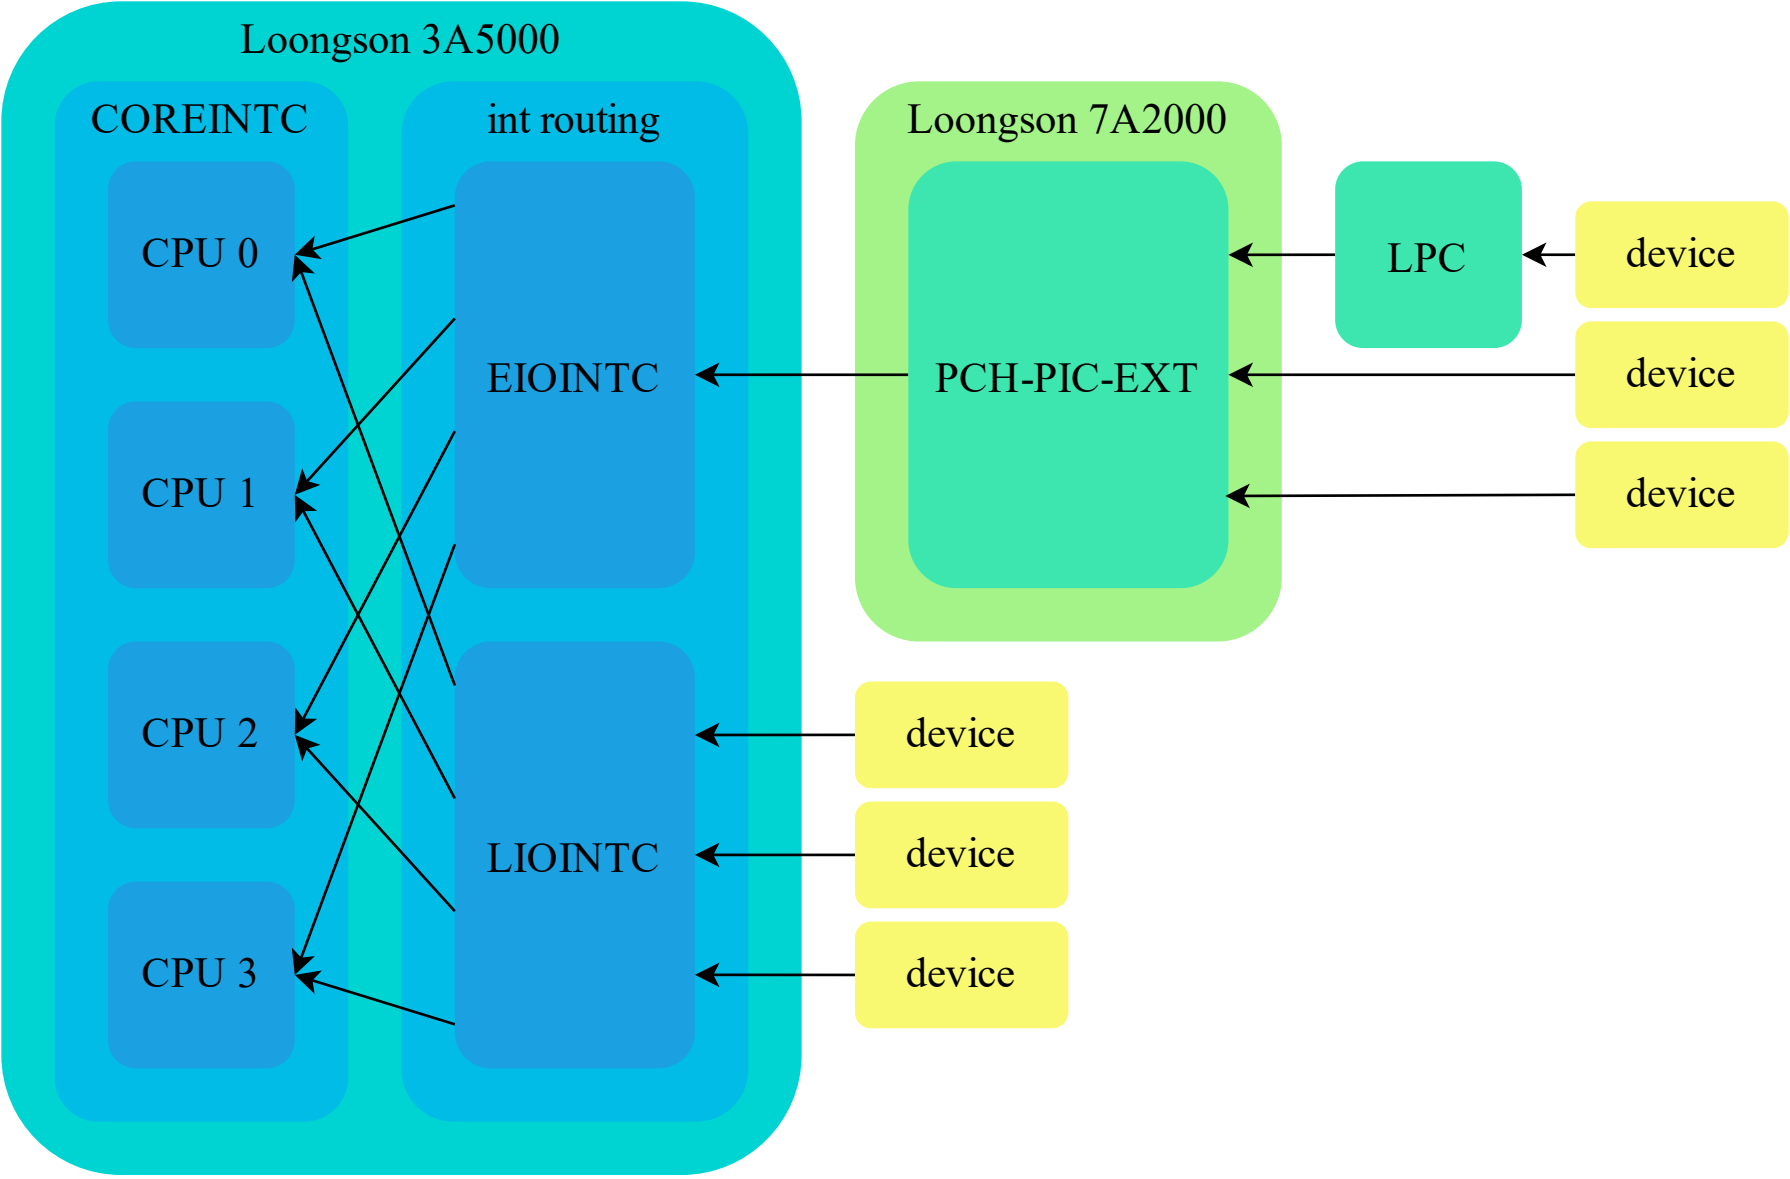 Loongson 3A5000
COREINTC
CPU 0
CPU 1
CPU 2
CPU 3
int routing
EIOINTC
LIOINTC
Loongson 7A2000
PCH-PIC-EXT
LPC
device
device
device
device
device
device